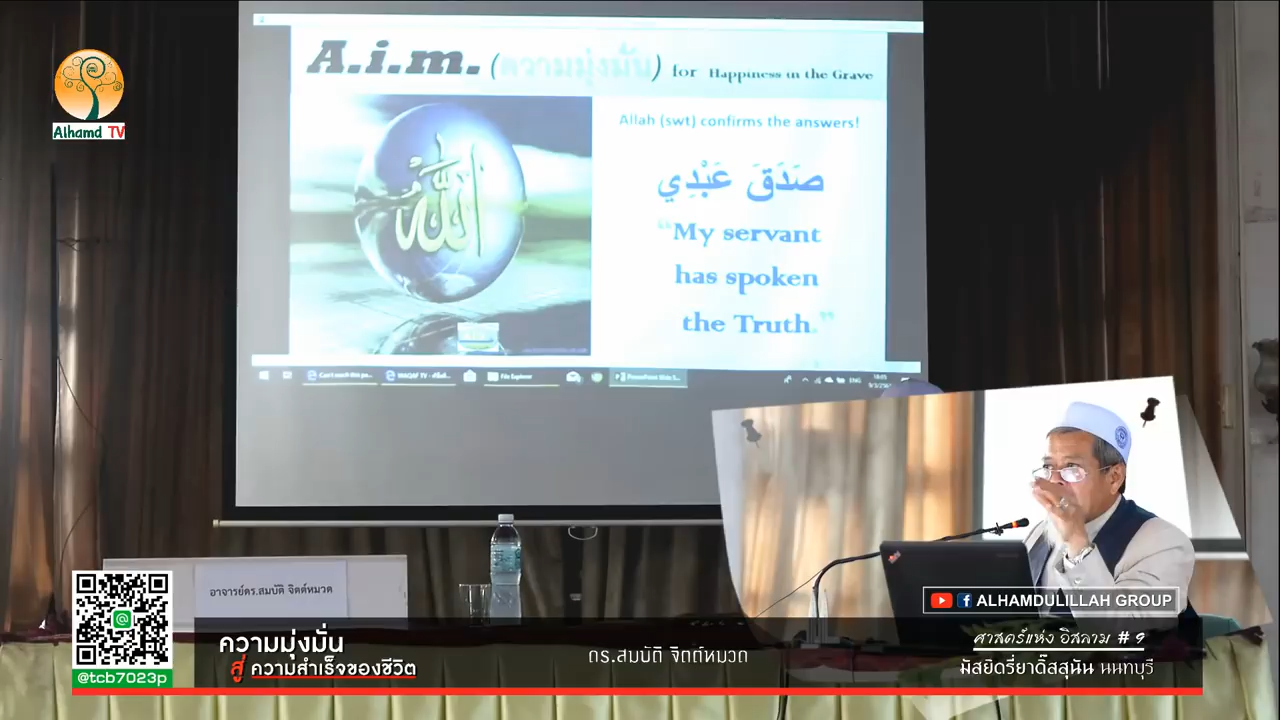 Alhamd TV
A.i.m. (ความมุ่งมั่น) for Happiness in the Grave
Allah (swt) confirms the answers!
الله
صَدَقَ عَبْدِي
“My servant
has spoken
the Truth.”
File Explorer
อาจารย์ดร.สมบัติ จิตต์หมวด
@tcb7023p
ความมุ่งมั่น
สู่ ความสำเร็จของชีวิต
ดร.สมบัติ จิตต์หมวด
ALHAMDULILLAH GROUP
ศาสตร์แห่ง อิสลาม # 9
มัสยิดรี่ยาดิ๊สสุนัน นนทบุรี